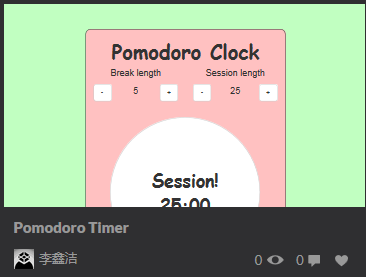 Pomodoro Clock
Break length Session length
- 5 + - 25 +
Session!
25:00
Pomodoro Timer
李鑫洁 0 0